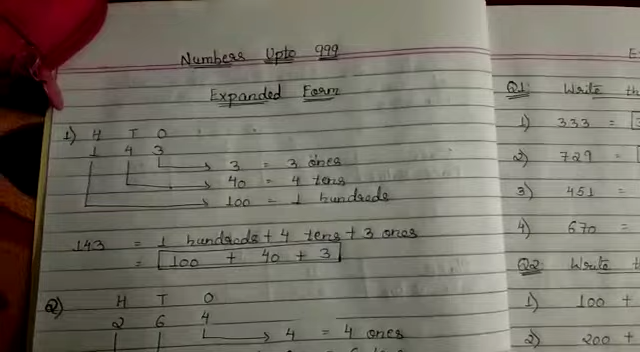 Numbers Upto 999
Expanded Form
1) H T O
1 4 3
3 = 3 ones
40 = 4 tens
100 = 1 hundreds
143 = 1 hundreds + 4 tens + 3 ones
= 100 + 40 + 3
2) H T O
2 6 4
4 = 4 ones
Q1: Write th
1) 333 =
2) 729 =
3) 451 =
4) 670 =
Q2: Write
1) 100 +
2) 200 +